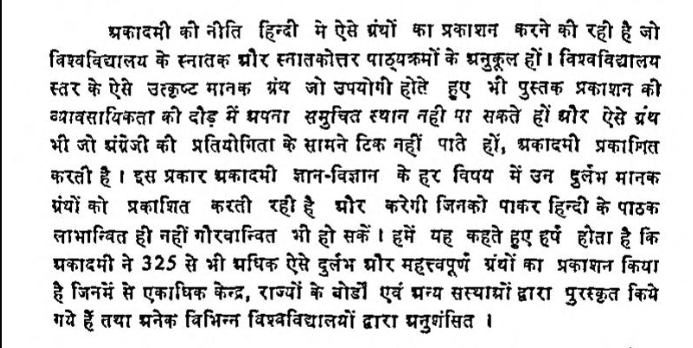 अकादमी की नीति हिन्दी में ऐसे ग्रंथों का प्रकाशन करने की रही है जो
विश्वविद्यालय के स्नातक और स्नातकोत्तर पाठ्यक्रमों के अनुकूल हों। विश्वविद्यालय
स्तर के ऐसे उत्कृष्ट मानक ग्रंथ जो उपयोगी होते हुए भी पुस्तक प्रकाशन की
व्यावसायिकता की दौड़ में अपना समुचित स्थान नही पा सकते हों और ऐसे ग्रंथ
भी जो अंग्रेजी की प्रतियोगिता के सामने टिक नहीं पाते हों, अकादमी प्रकाशित
करती है। इस प्रकार अकादमी ज्ञान-विज्ञान के हर विषय में उन दुर्लभ मानक
ग्रंथों को प्रकाशित करती रही है और करेगी जिनको पाकर हिन्दी के पाठक
लाभान्वित ही नहीं गौरवान्वित भी हो सकें। हमें यह कहते हुए हर्ष होता है कि
अकादमी ने 325 से भी अधिक ऐसे दुर्लभ और महत्त्वपूर्ण ग्रंथों का प्रकाशन किया
है जिनमें से एकाधिक केन्द्र, राज्यों के बोर्डों एवं अन्य सस्थाओं द्वारा पुरस्कृत किये
गये हैं तथा अनेक विभिन्न विश्वविद्यालयों द्वारा अनुशंसित ।